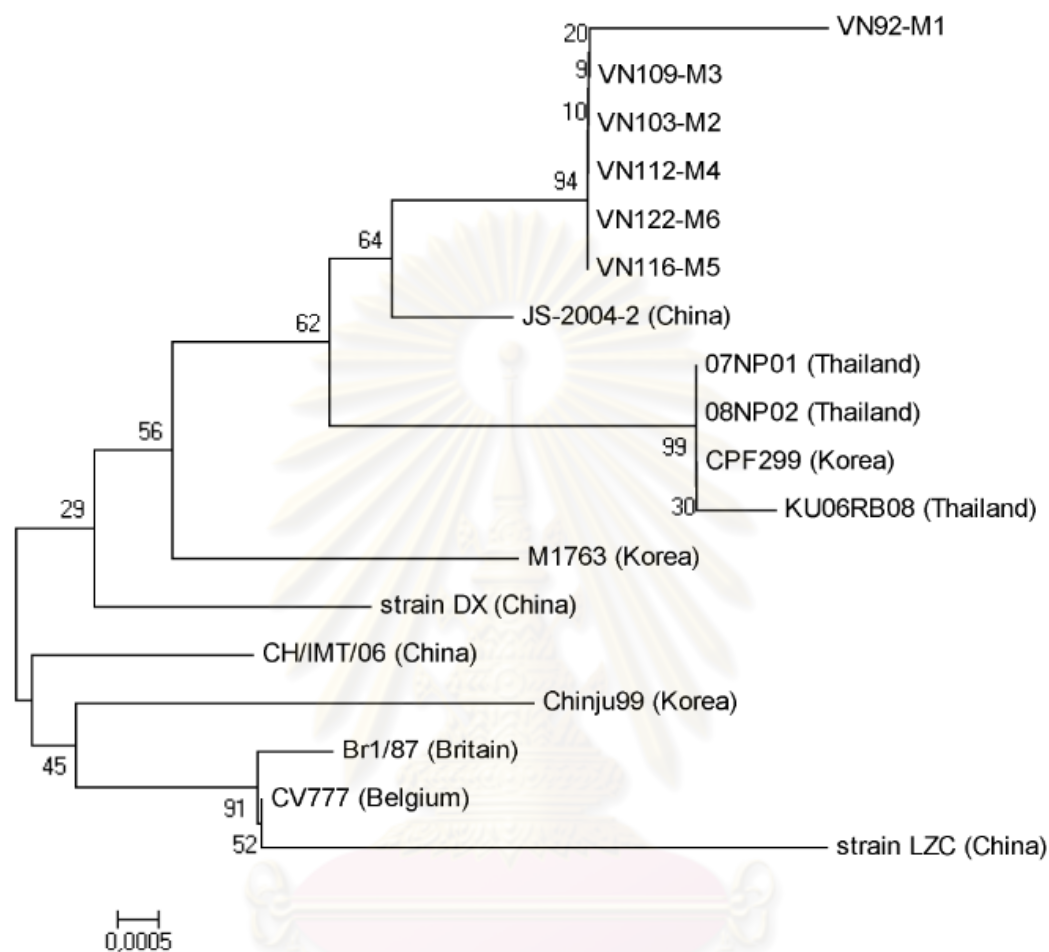 20
VN92-M1
9
VN109-M3
10
VN103-M2
VN112-M4
94
VN122-M6
64
VN116-M5
JS-2004-2 (China)
62
07NP01 (Thailand)
08NP02 (Thailand)
56
99
CPF299 (Korea)
30
KU06RB08 (Thailand)
29
M1763 (Korea)
strain DX (China)
CH/IMT/06 (China)
Chinju99 (Korea)
45
Br1/87 (Britain)
91
CV777 (Belgium)
52
strain LZC (China)
0,0005